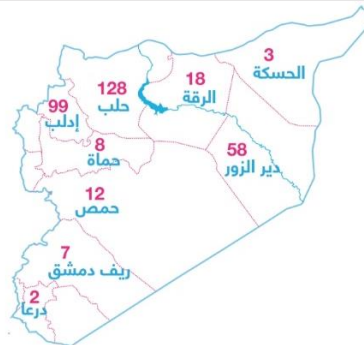 3
الحسكة
18
الرقة
128
حلب
99
إدلب
8
حماة
58
دير الزور
12
حمص
7
ريف دمشق
2
درعا